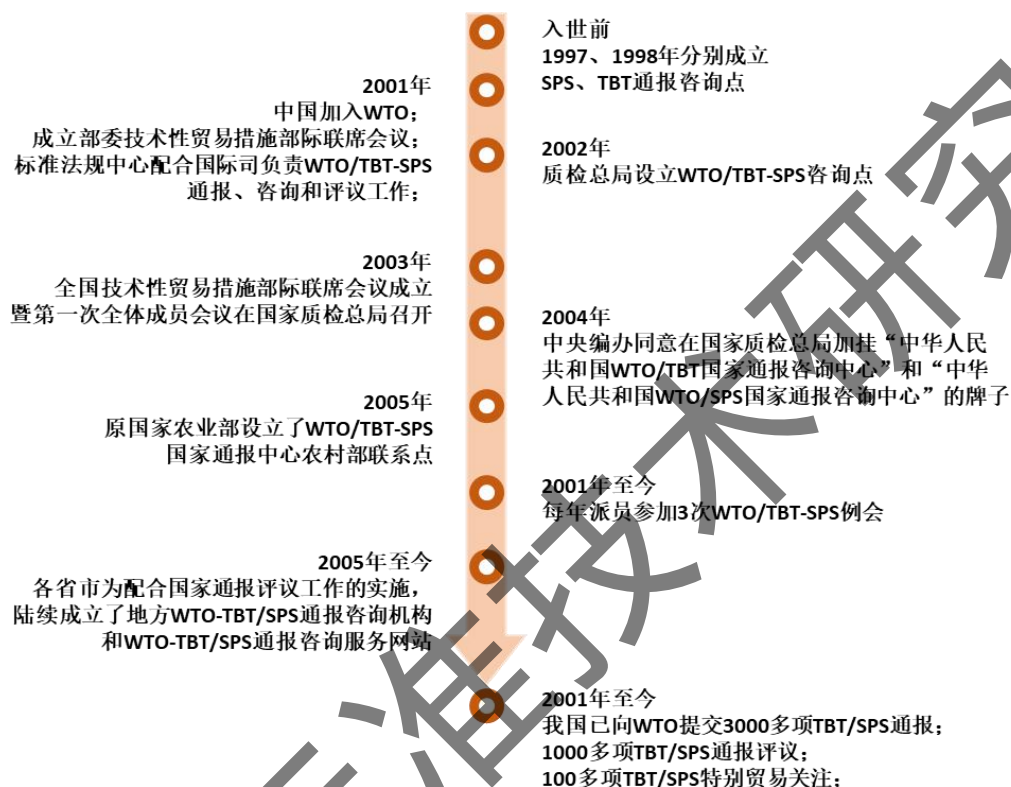 入世前
1997、1998年分别成立
SPS、TBT通报咨询点
2001年
中国加入WTO；
成立部委技术性贸易措施部际联席会议；
标准法规中心配合国际司负责WTO/TBT-SPS
通报、咨询和评议工作；
2002年
质检总局设立WTO/TBT-SPS咨询点
2003年
全国技术性贸易措施部际联席会议成立
暨第一次全体成员会议在国家质检总局召开
2004年
中央编办同意在国家质检总局加挂“中华人民
共和国WTO/TBT国家通报咨询中心”和“中华
人民共和国WTO/SPS国家通报咨询中心”的牌子
2005年
原国家农业部设立了WTO/TBT-SPS
国家通报中心农村部联系点
2001年至今
每年派员参加3次WTO/TBT-SPS例会
2005年至今
各省市为配合国家通报评议工作的实施，
陆续成立了地方WTO-TBT/SPS通报咨询机构
和WTO-TBT/SPS通报咨询服务网站
2001年至今
我国已向WTO提交3000多项TBT/SPS通报；
1000多项TBT/SPS通报评议；
100多项TBT/SPS特别贸易关注；
准技术研究